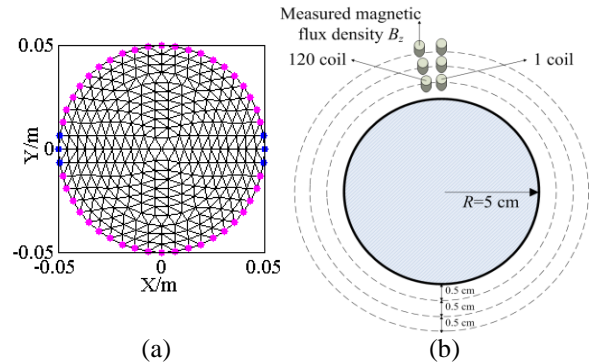 0.05
Y/m
0
-0.05
-0.05
0
0.05
X/m
(a)
Measured magnetic
flux density Bz
120 coil
1 coil
R=5 cm
0.5 cm
0.5 cm
0.5 cm
(b)